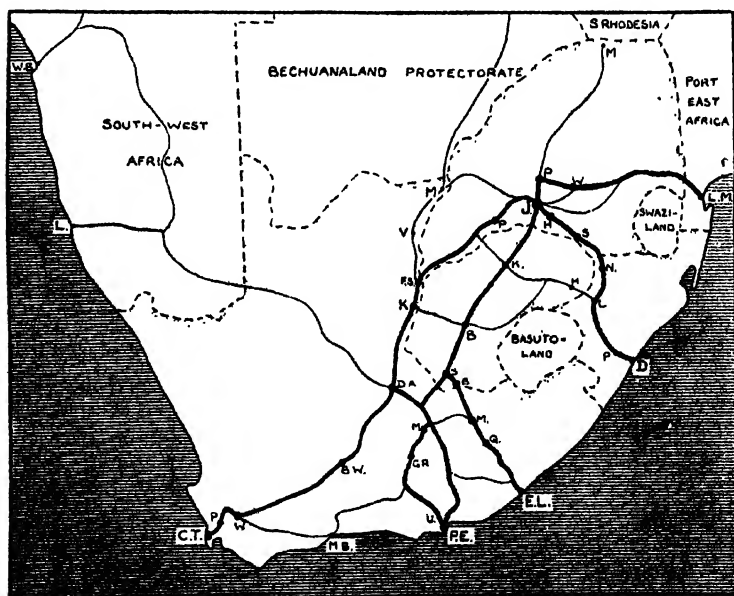 S RHODESIA
M
W.B.
BECHUANALAND PROTECTORATE
PORT
EAST
AFRICA
SOUTH-WEST
AFRICA
P
W.
M
L.M.
J.
SWAZI-
LAND
H
S
V
P
L.
N.
K.
F.S.
H
K
L
B
BASUTO-
LAND
P
D
S
B.
D A
M.
M.
Q.
B W.
G R
E.L.
P
W
U.
C.T.
M B.
P.E.